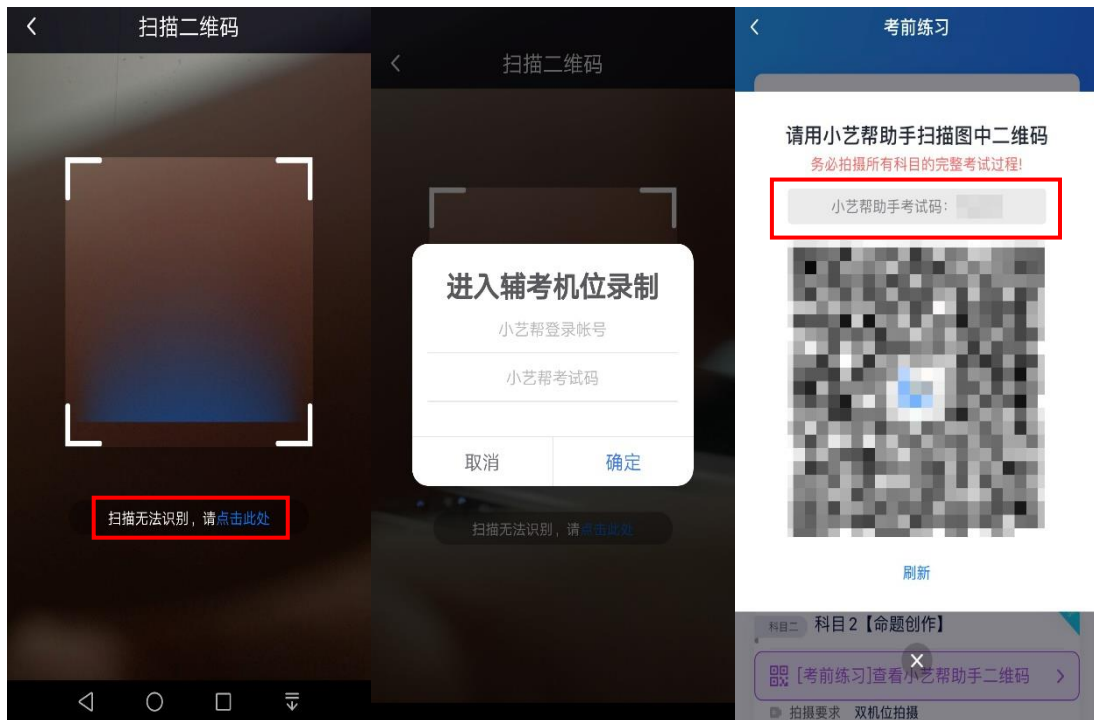 扫描二维码
扫描无法识别，请点击此处
扫描二维码
进入辅考机位录制
小艺帮登录帐号
小艺帮考试码
取消
确定
扫描无法识别，请点击此处
考前练习
请用小艺帮助手扫描图中二维码
务必拍摄所有科目的完整考试过程!
小艺帮助手考试码：
刷新
科目二 科目2【命题创作】
[考前练习]查看小艺帮助手二维码
拍摄要求 双机位拍摄